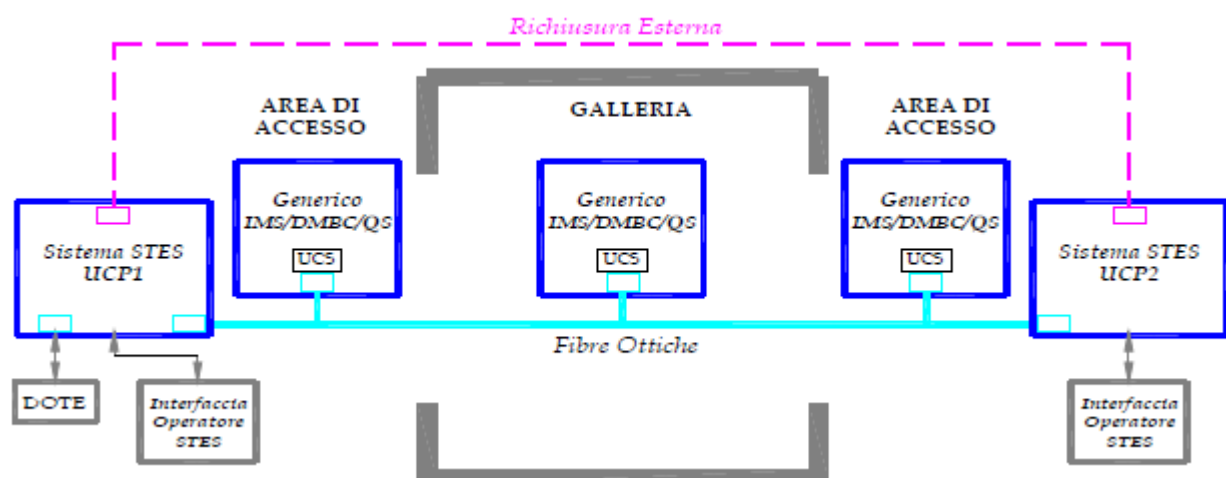 Richiusura Esterna
AREA DI
ACCESSO
GALLERIA
AREA DI
ACCESSO
Generico
IMS/DMBC/QS
UCS
Generico
IMS/DMBC/QS
UCS
Generico
IMS/DMBC/QS
UCS
Sistema STES
UCP1
Sistema STES
UCP2
Fibre Ottiche
DOTE
Interfaccia
Operatore
STES
Interfaccia
Operatore
STES